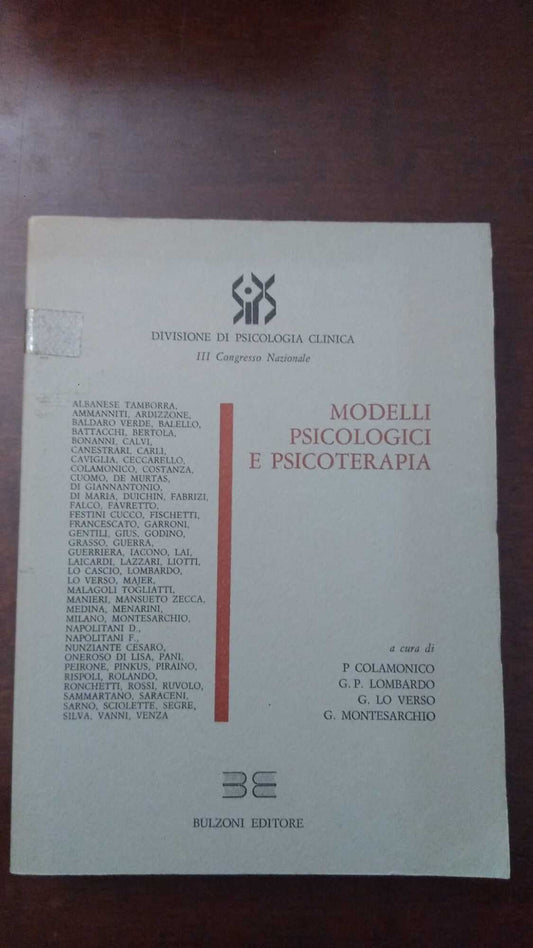 SIPS
DIVISIONE DI PSICOLOGIA CLINICA
III Congresso Nazionale
ALBANESE TAMBORRA,
AMMANNITI, ARDIZZONE,
BALDARO VERDE, BALELLO,
BATTACCHI, BERTOLA,
BONANNI, CALVI,
CANESTRARI, CARLI,
CAVIGLIA, CECCARELLO,
COLAMONICO, COSTANZA,
CUOMO, DE MURTAS,
DI GIANNANTONIO,
DI MARIA, DUICHIN, FABRIZI,
FALCO, FAVRETTO,
FESTINI CUCCO, FISCHETTI,
FRANCESCATO, GARRONI,
GENTILI, GIUS, GODINO,
GRASSO, GUERRA,
GUERRIERA, IACONO, LAI,
LAICARDI, LAZZARI, LIOTTI,
LO CASCIO, LOMBARDO,
LO VERSO, MAJER,
MALAGOLI TOGLIATTI,
MANIERI, MANSUETO ZECCA,
MEDINA, MENARINI,
MILANO, MONTESARCHIO,
NAPOLITANI D.,
NAPOLITANI F.,
NUNZIANTE CESARO,
ONEROSO DI LISA, PANI,
PEIRONE, PINKUS, PIRAINO,
RISPOLI, ROLANDO,
RONCHETTI, ROSSI, RUVOLO,
SAMMARTANO, SARACENI,
SARNO, SCIOLETTE, SEGRE,
SILVA, VANNI, VENZA
MODELLI
PSICOLOGICI
E PSICOTERAPIA
a cura di
P COLAMONICO
G. P. LOMBARDO
G. LO VERSO
G. MONTESARCHIO
BE
BULZONI EDITORE